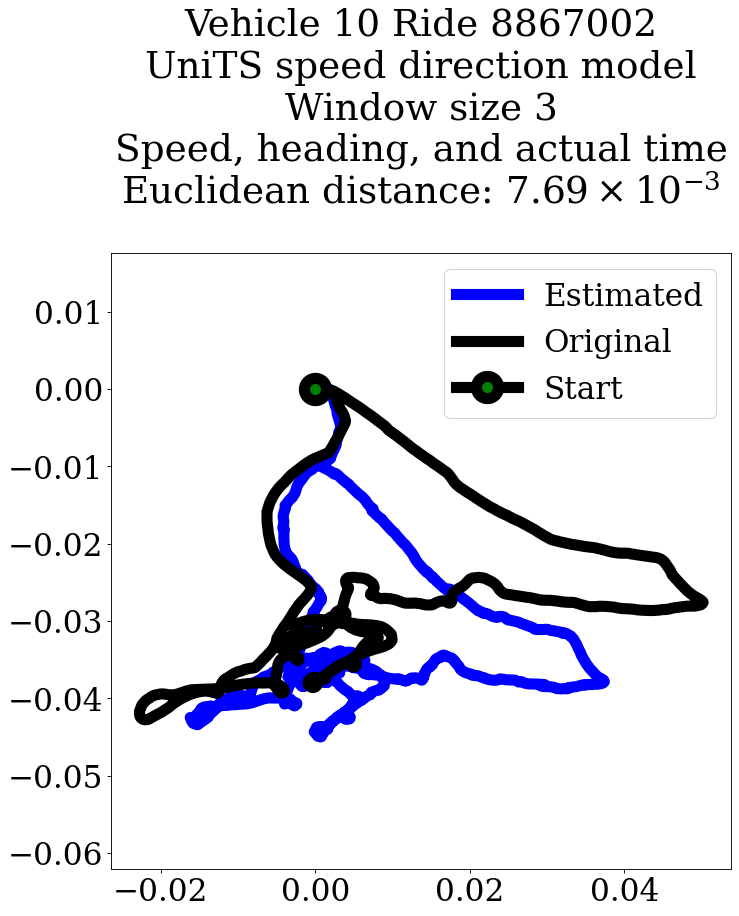 Vehicle 10 Ride 8867002
UniTS speed direction model
Window size 3
Speed, heading, and actual time
Euclidean distance: 7.69 × 10⁻³
Estimated
Original
Start
0.01
0.00
−0.01
−0.02
−0.03
−0.04
−0.05
−0.06
−0.02 0.00 0.02 0.04